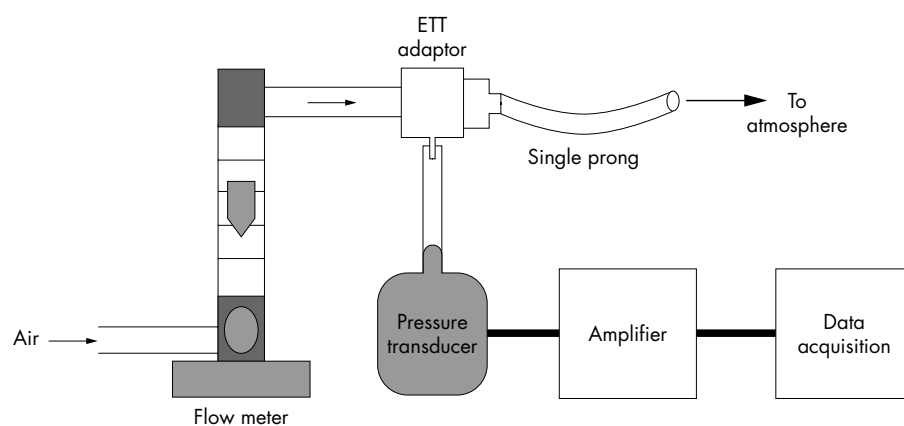 ETT
adaptor
To
atmosphere
Single prong
Air
Pressure
transducer
Amplifier
Data
acquisition
Flow meter